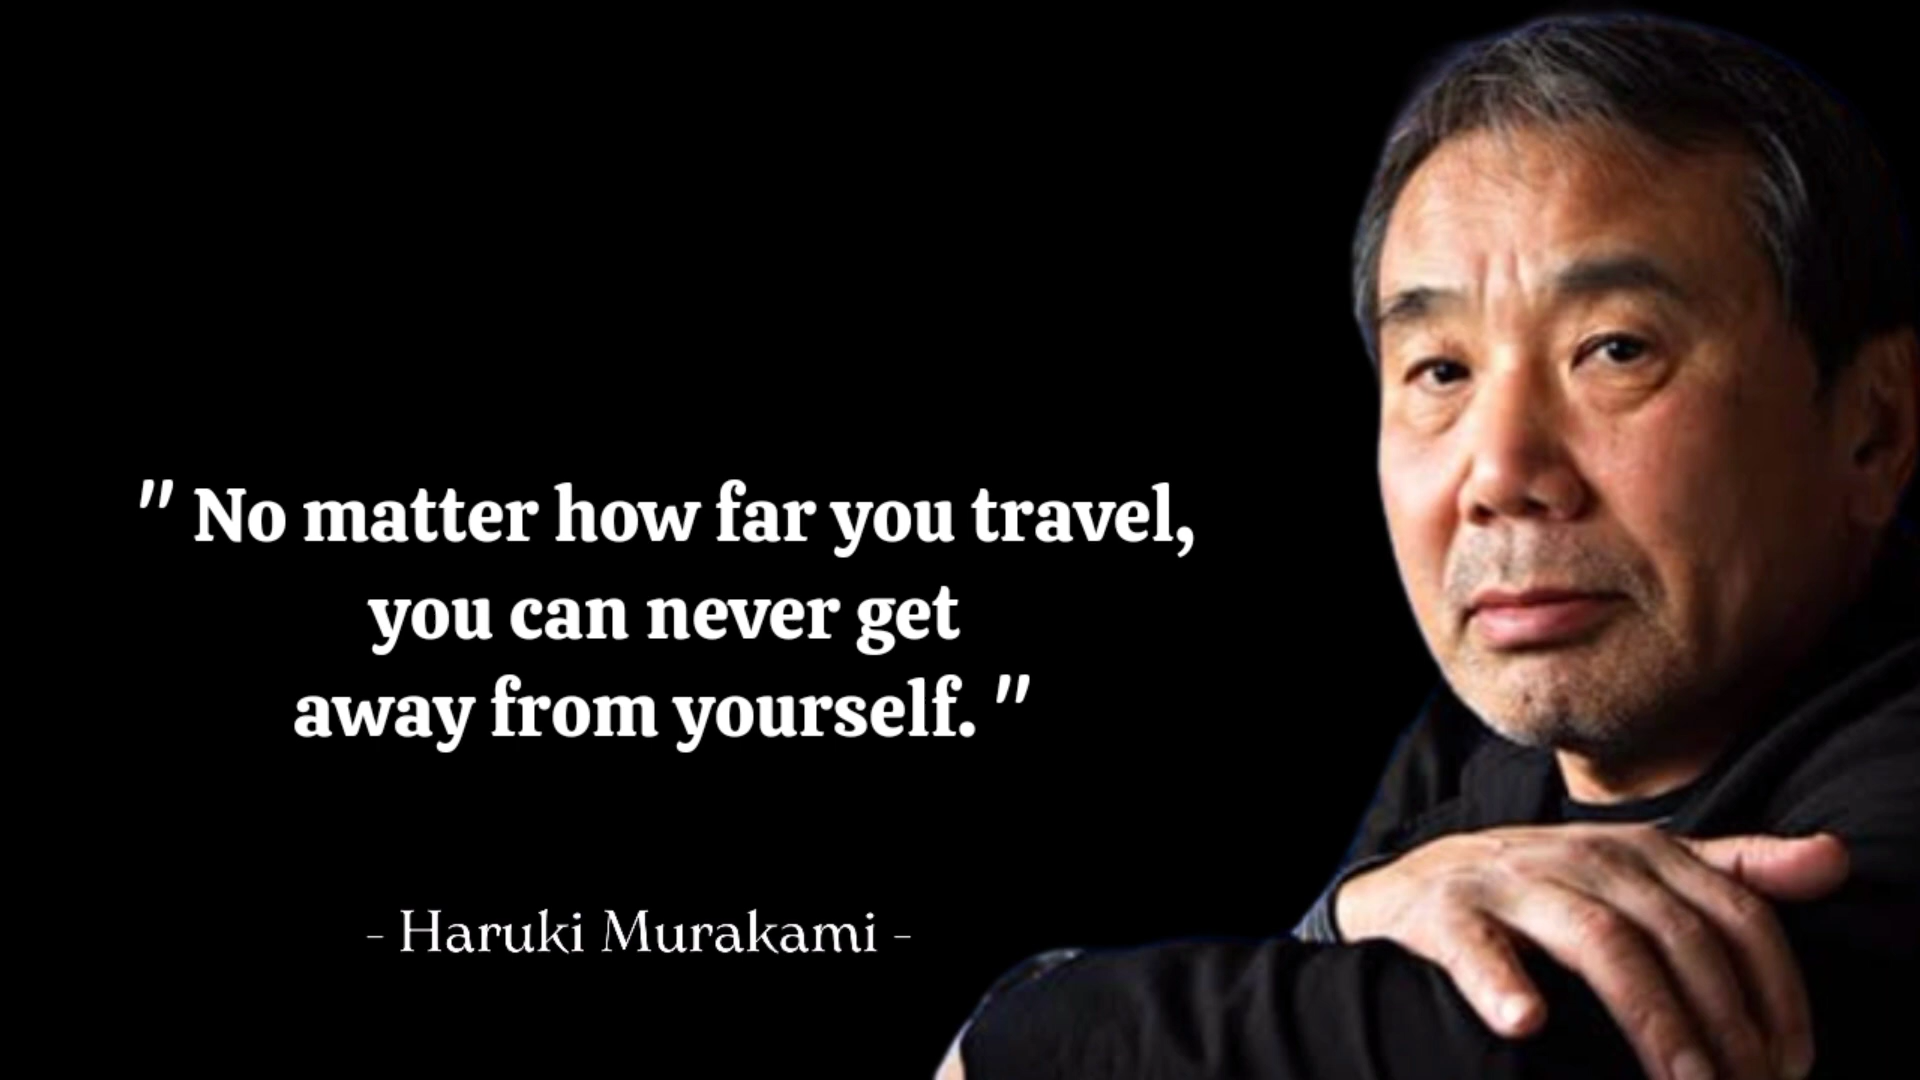 " No matter how far you travel,
you can never get
away from yourself. "
- Haruki Murakami -